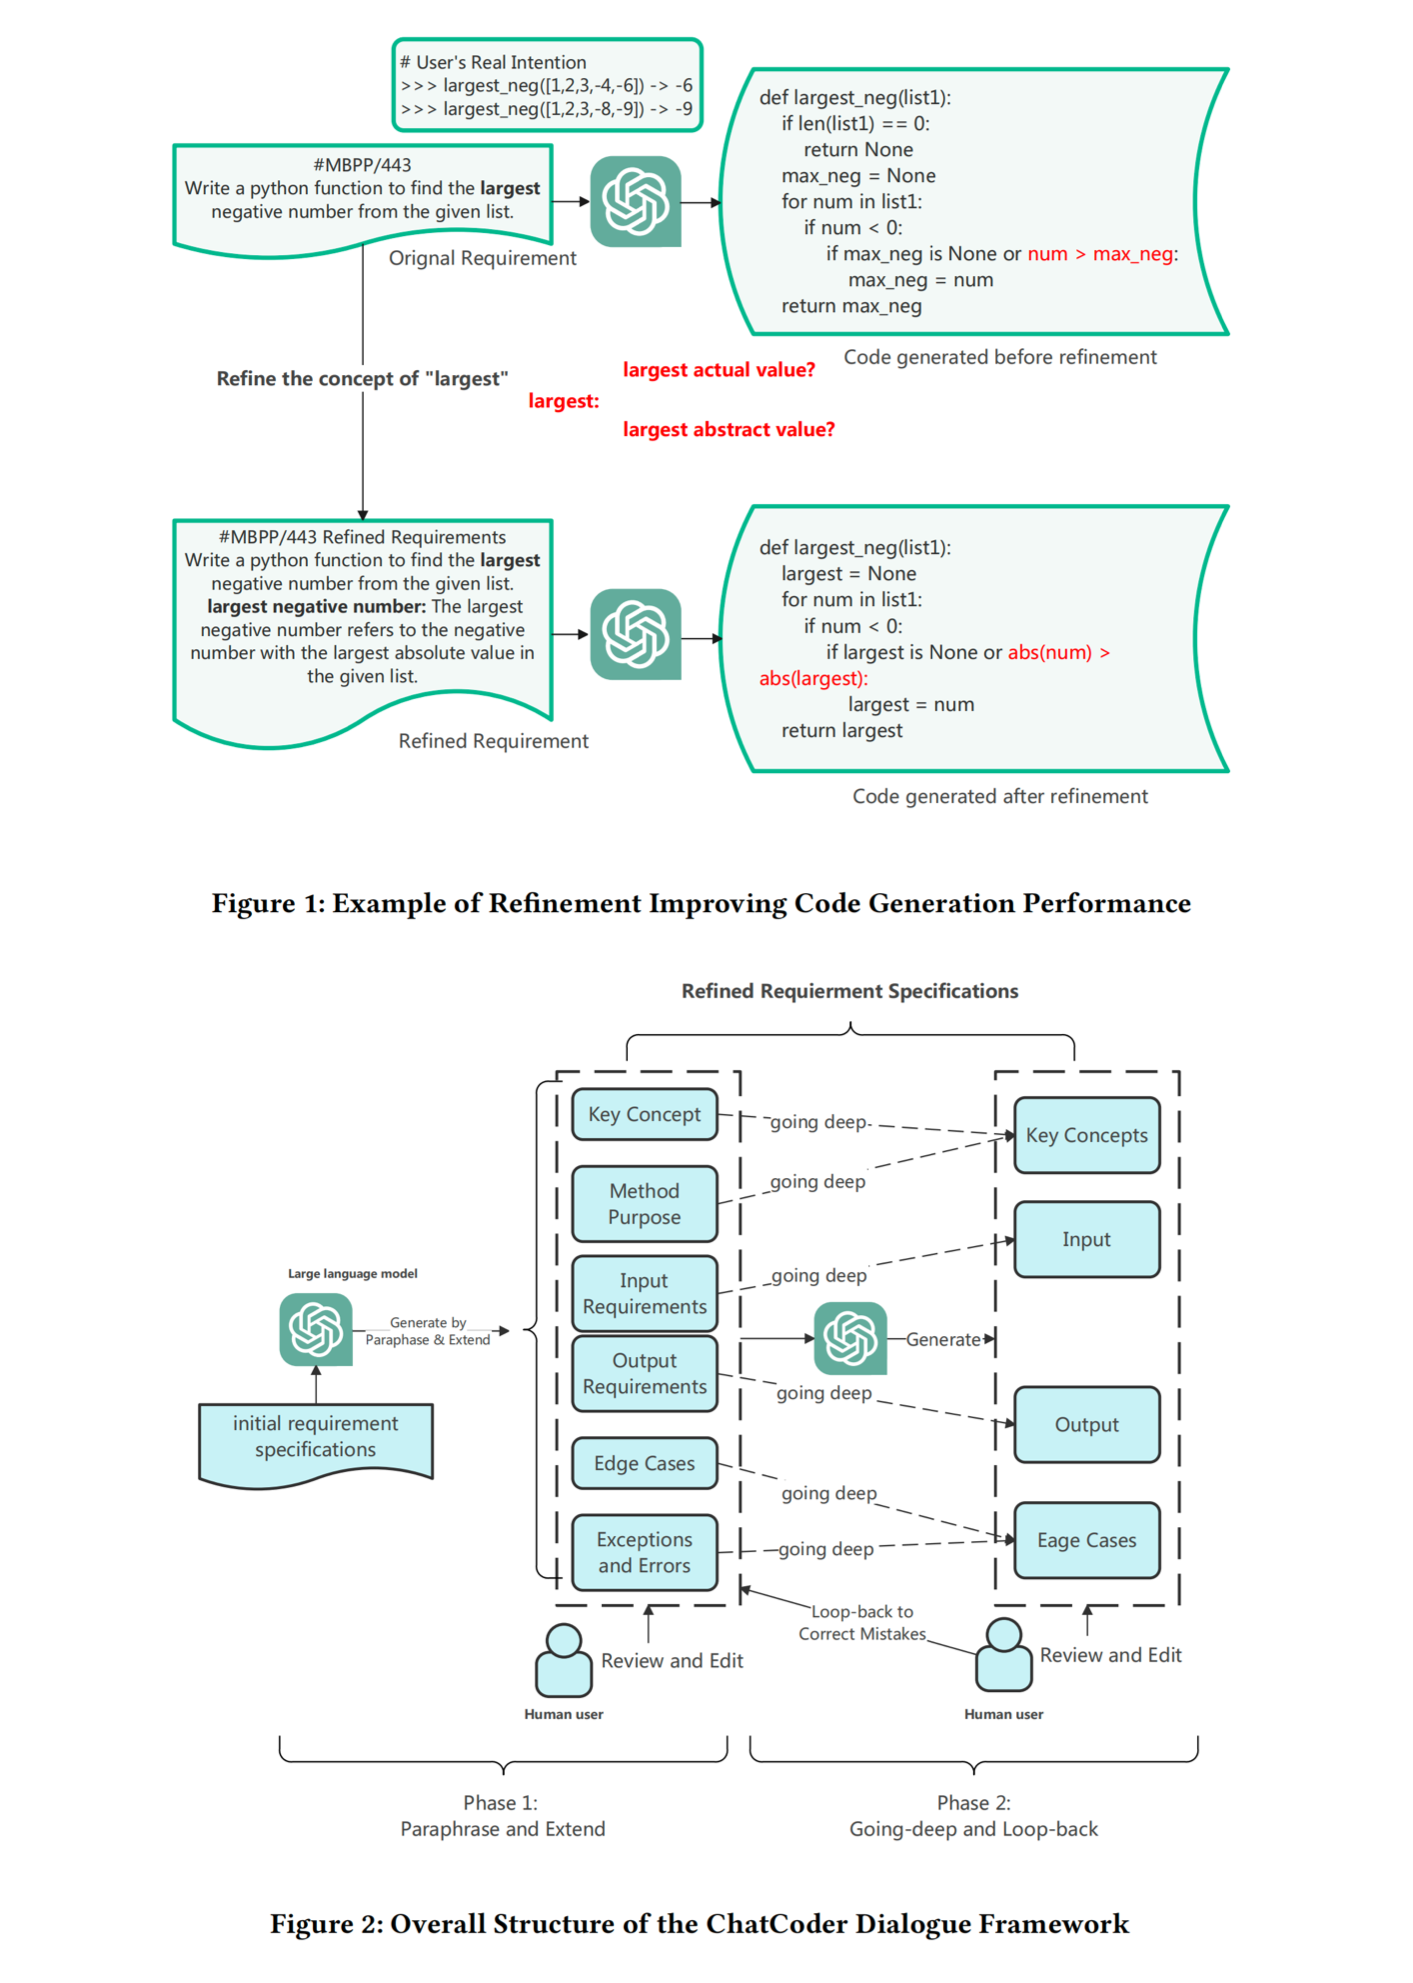 # User's Real Intention
>>> largest_neg([1,2,3,-4,-6]) -> -6
>>> largest_neg([1,2,3,-8,-9]) -> -9
#MBPP/443
Write a python function to find the largest
negative number from the given list.
Orignal Requirement
def largest_neg(list1):
if len(list1) == 0:
return None
max_neg = None
for num in list1:
if num < 0:
if max_neg is None or num > max_neg:
max_neg = num
return max_neg
Code generated before refinement
Refine the concept of "largest"
largest actual value?
largest:
largest abstract value?
#MBPP/443 Refined Requirements
Write a python function to find the largest
negative number from the given list.
largest negative number: The largest
negative number refers to the negative
number with the largest absolute value in
the given list.
Refined Requirement
def largest_neg(list1):
largest = None
for num in list1:
if num < 0:
if largest is None or abs(num) >
abs(largest):
largest = num
return largest
Code generated after refinement
Figure 1: Example of Refinement Improving Code Generation Performance
Refined Requierment Specifications
Large language model
Generate by
Paraphase & Extend
initial requirement
specifications
Key Concept
Method
Purpose
Input
Requirements
Output
Requirements
Edge Cases
Exceptions
and Errors
going deep
going deep
going deep
Generate
going deep
going deep
going deep
Key Concepts
Input
Output
Eage Cases
Loop-back to
Correct Mistakes
Review and Edit
Human user
Review and Edit
Human user
Phase 1:
Paraphrase and Extend
Phase 2:
Going-deep and Loop-back
Figure 2: Overall Structure of the ChatCoder Dialogue Framework